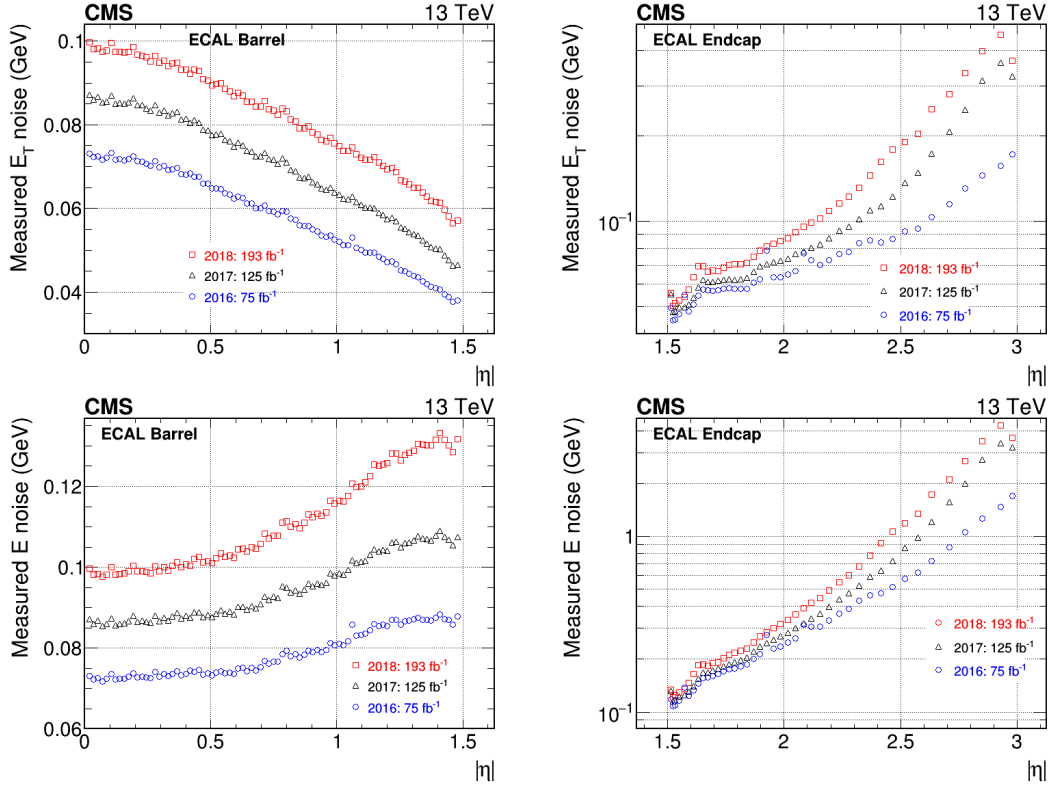 CMS 13 TeV
ECAL Barrel
Measured E_T noise (GeV)
0.1
0.08
0.06
0.04
2018: 193 fb⁻¹
2017: 125 fb⁻¹
2016: 75 fb⁻¹
0 0.5 1 1.5
|η|
CMS 13 TeV
ECAL Endcap
Measured E_T noise (GeV)
10⁻¹
2018: 193 fb⁻¹
2017: 125 fb⁻¹
2016: 75 fb⁻¹
1.5 2 2.5 3
|η|
CMS 13 TeV
ECAL Barrel
Measured E noise (GeV)
0.12
0.1
0.08
0.06
2018: 193 fb⁻¹
2017: 125 fb⁻¹
2016: 75 fb⁻¹
0 0.5 1 1.5
|η|
CMS 13 TeV
ECAL Endcap
Measured E noise (GeV)
1
10⁻¹
2018: 193 fb⁻¹
2017: 125 fb⁻¹
2016: 75 fb⁻¹
1.5 2 2.5 3
|η|